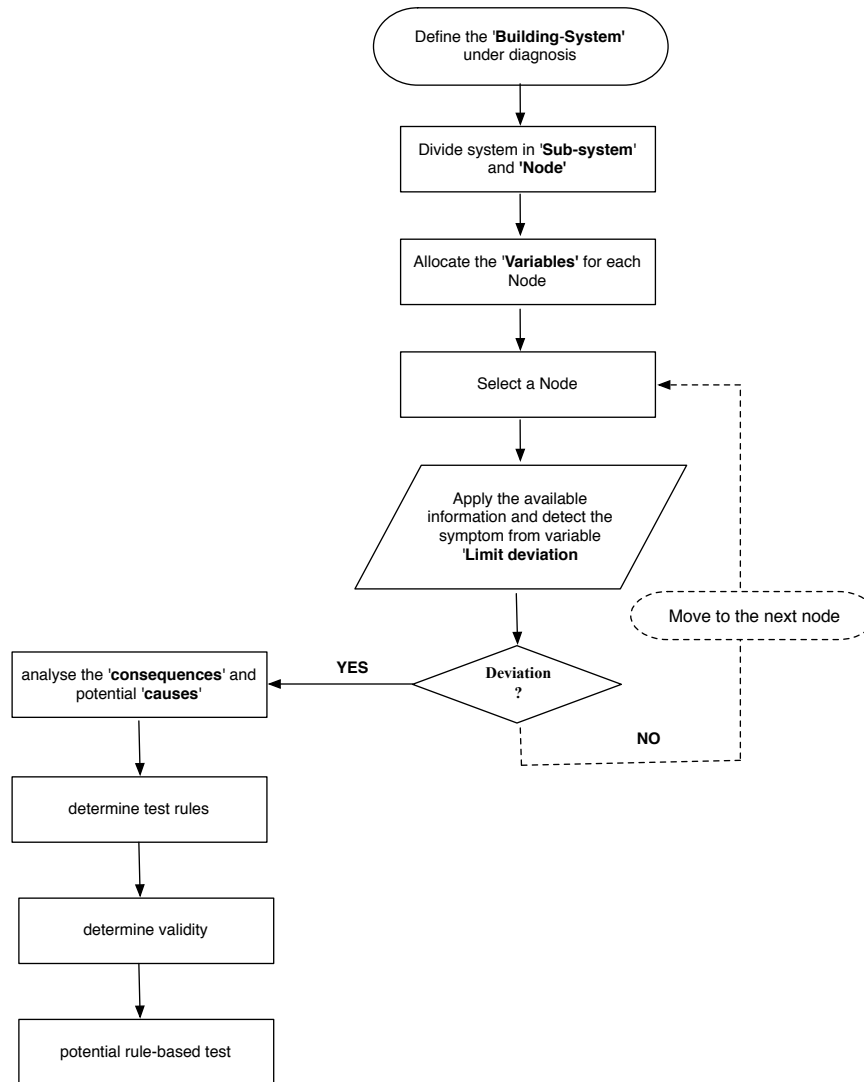 Define the 'Building-System'
under diagnosis
Divide system in 'Sub-system'
and 'Node'
Allocate the 'Variables' for each
Node
Select a Node
Apply the available
information and detect the
symptom from variable
'Limit deviation
Move to the next node
Deviation
?
YES
NO
analyse the 'consequences' and
potential 'causes'
determine test rules
determine validity
potential rule-based test